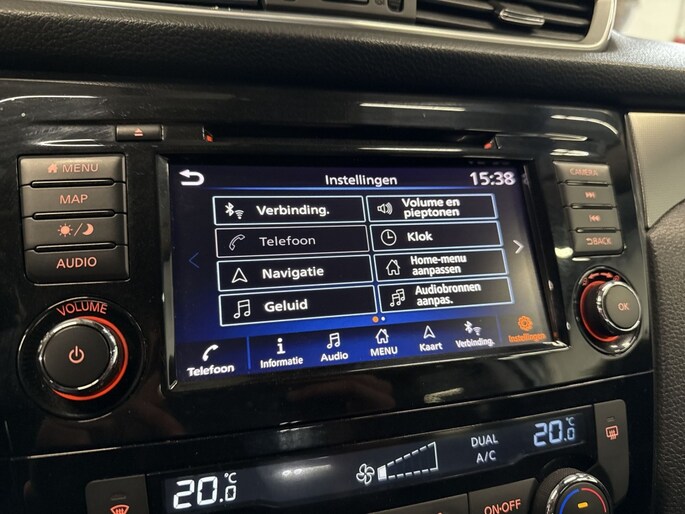 MENU
MAP
AUDIO
VOLUME
Instellingen
15:38
Verbinding.
Volume en
pieptonen
Telefoon
Klok
Navigatie
Home-menu
aanpassen
Geluid
Audiobronnen
aanpas.
Telefoon
Informatie
Audio
MENU
Kaart
Verbinding.
Instellingen
CAMERA
BACK
OK
20.0°C
DUAL
A/C
20.0°C
ON·OFF